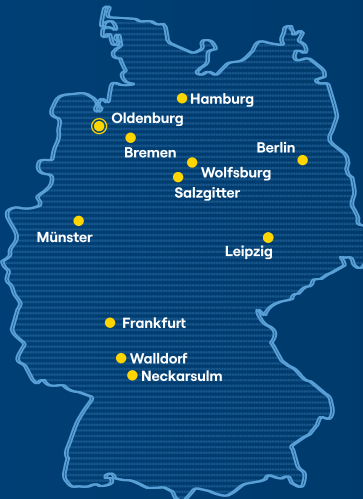 Hamburg
Oldenburg
Bremen
Berlin
Wolfsburg
Salzgitter
Münster
Leipzig
Frankfurt
Walldorf
Neckarsulm